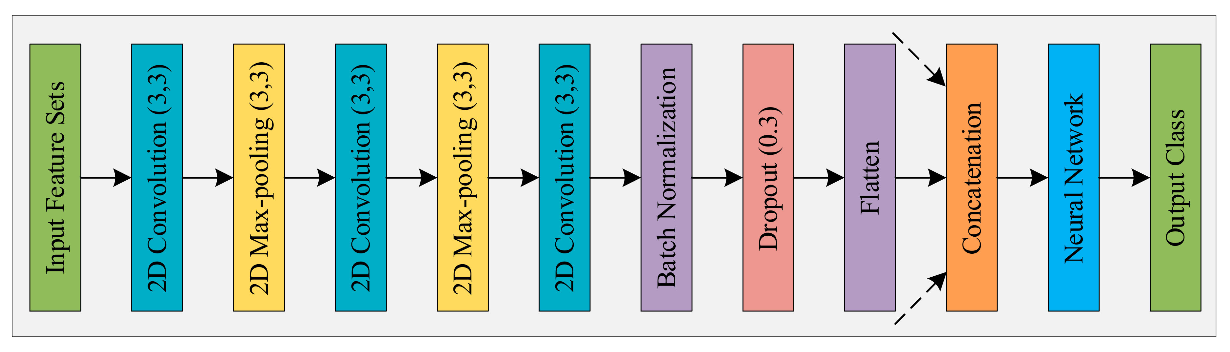 Input Feature Sets
2D Convolution (3,3)
2D Max-pooling (3,3)
2D Convolution (3,3)
2D Max-pooling (3,3)
2D Convolution (3,3)
Batch Normalization
Dropout (0.3)
Flatten
Concatenation
Neural Network
Output Class